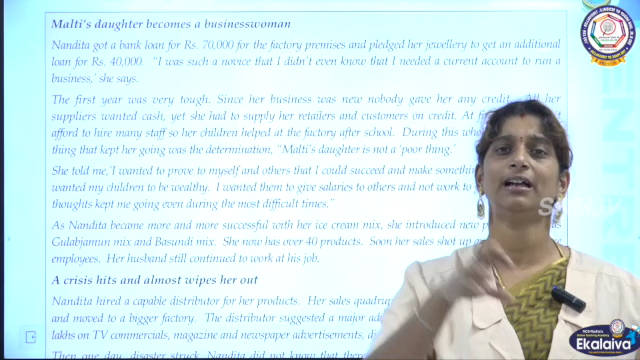 Malti's daughter becomes a businesswoman
Nandita got a bank loan for Rs. 70,000 for the factory premises and pledged her jewellery to get an additional
loan for Rs. 40,000. "I was such a novice that I didn't even know that I needed a current account to run a
business,' she says.
The first year was very tough. Since her business was new nobody gave her any credit. All her
suppliers wanted cash, yet she had to supply her retailers and customers on credit. At
afford to hire many staff so her children helped at the factory after school. During this
thing that kept her going was the determination, "Malti's daughter is not a 'poor thing.'
She told me,'I wanted to prove to myself and others that I could succeed and make
wanted my children to be wealthy. I wanted them to give salaries to others and not work
thoughts kept me going even during the most difficult times."
As Nandita became more and more successful with her ice cream mix, she introduced new
Gulabjamun mix and Basundi mix. She now has over 40 products. Soon her sales shot up
employees. Her husband still continued to work at his job.
A crisis hits and almost wipes her out
Nandita hired a capable distributor for her products. Her sales
and moved to a bigger factory. The distributor suggested a major
lakhs on TV commercials, magazine and newspaper advertisements,
Then one day, disaster struck. Nandita did not know that
Ekalaiva